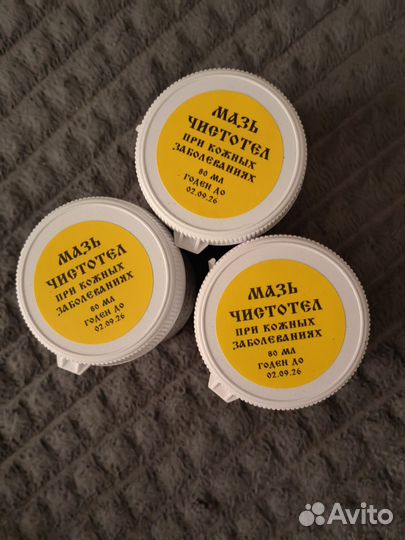 МАЗЬ
ЧИСТОТЕЛ
ПРИ КОЖНЫХ
ЗАБОЛЕВАНИЯХ
80 МЛ
ГОДЕН ДО
02.09.26
МАЗЬ
ЧИСТОТЕЛ
ПРИ КОЖНЫХ
ЗАБОЛЕВАНИЯХ
80 МЛ
ГОДЕН ДО
02.09.26
МАЗЬ
ЧИСТОТЕЛ
ПРИ КОЖНЫХ
ЗАБОЛЕВАНИЯХ
80 МЛ
ГОДЕН ДО
02.09.26
Avito